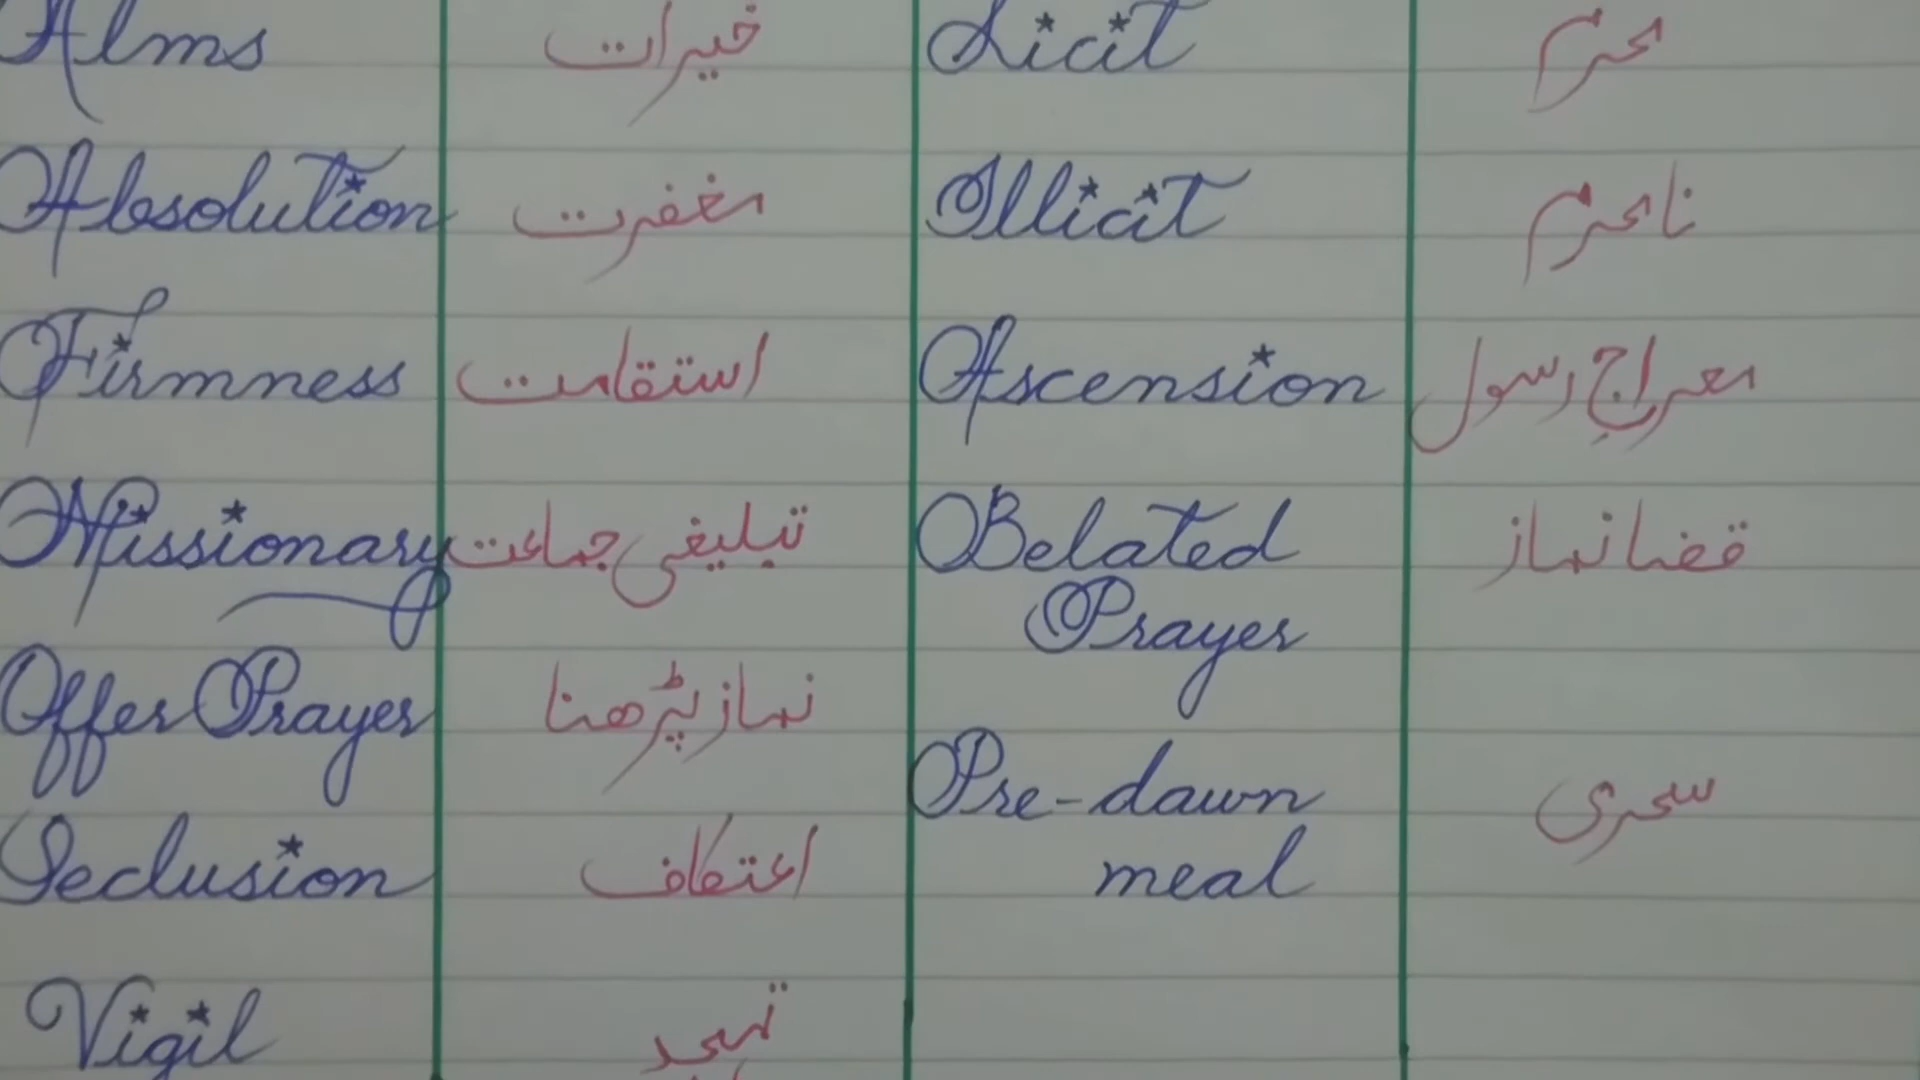 Alms خیرات Licit محرم
Absolution مغفرت Illicit نامحرم
Firmness استقامت Ascension معراج رسول
Missionary تبلیغی جماعت Belated قضا نماز
Prayer
Offer Prayer نماز پڑھنا
Pre-dawn سحری
Seclusion اعتکاف meal
Vigil تہجد